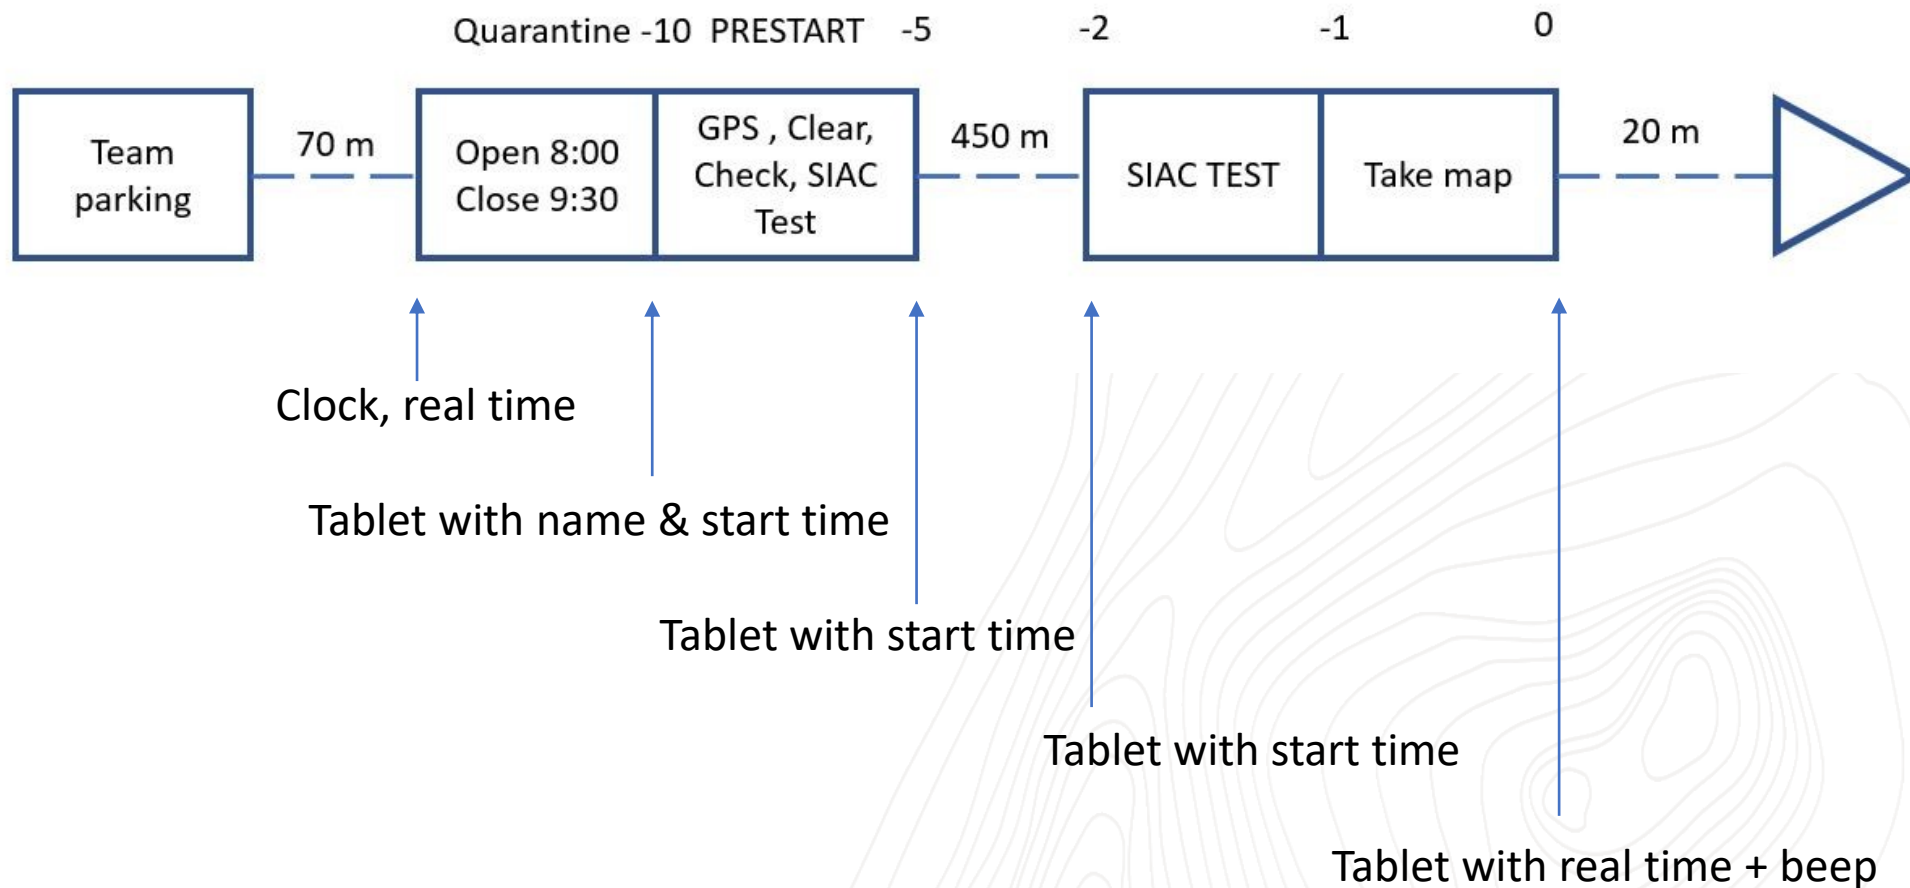 Quarantine -10 PRESTART -5 -2 -1 0
Team
parking
70 m
Open 8:00
Close 9:30
GPS , Clear,
Check, SIAC
Test
450 m
SIAC TEST
Take map
20 m
Clock, real time
Tablet with name & start time
Tablet with start time
Tablet with start time
Tablet with real time + beep